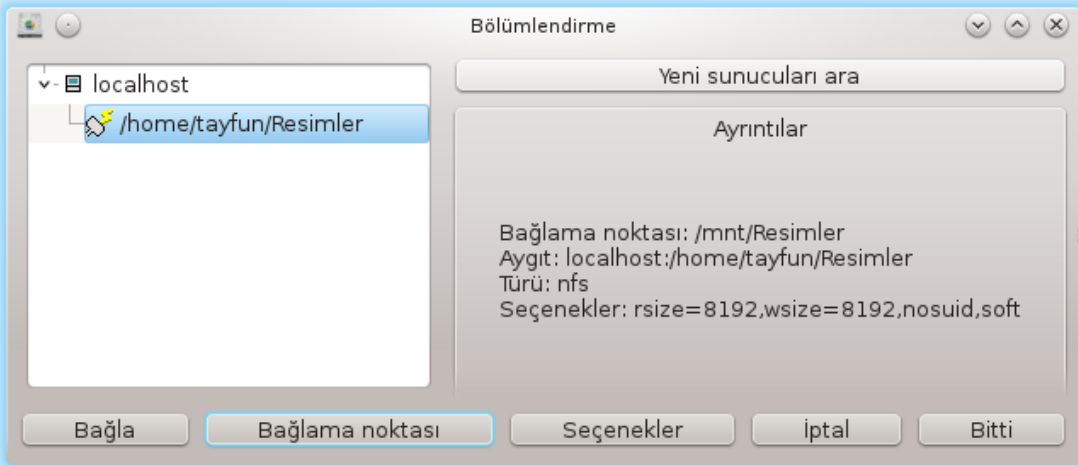 Bölümlendirme
localhost
/home/tayfun/Resimler
Yeni sunucuları ara
Ayrıntılar
Bağlama noktası: /mnt/Resimler
Aygıt: localhost:/home/tayfun/Resimler
Türü: nfs
Seçenekler: rsize=8192,wsize=8192,nosuid,soft
Bağla
Bağlama noktası
Seçenekler
İptal
Bitti